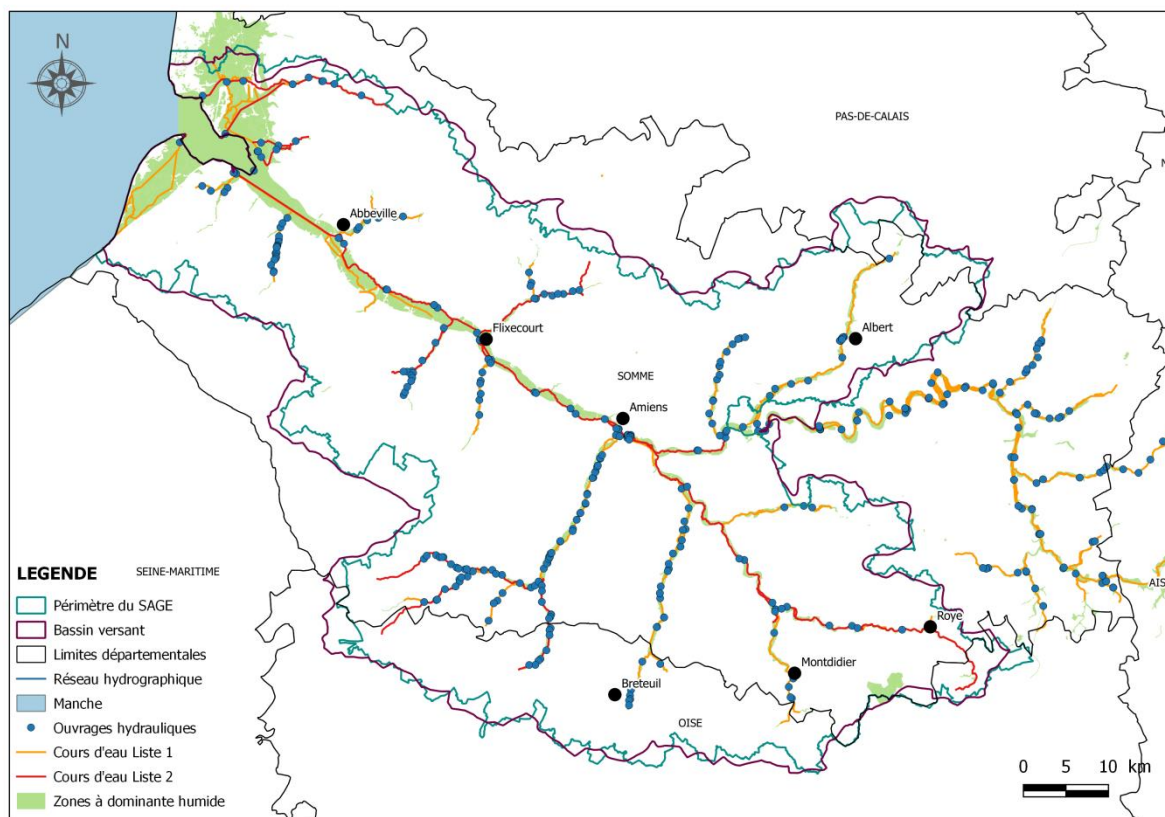 N
PAS-DE-CALAIS
N
Abbeville
Flixecourt
Albert
SOMME
Amiens
LEGENDE
SEINE-MARITIME
Périmètre du SAGE
Bassin versant
Limites départementales
Réseau hydrographique
Manche
Ouvrages hydrauliques
Cours d'eau Liste 1
Cours d'eau Liste 2
Zones à dominante humide
AIS
Roye
Montdidier
Breteuil
OISE
0 5 10 km